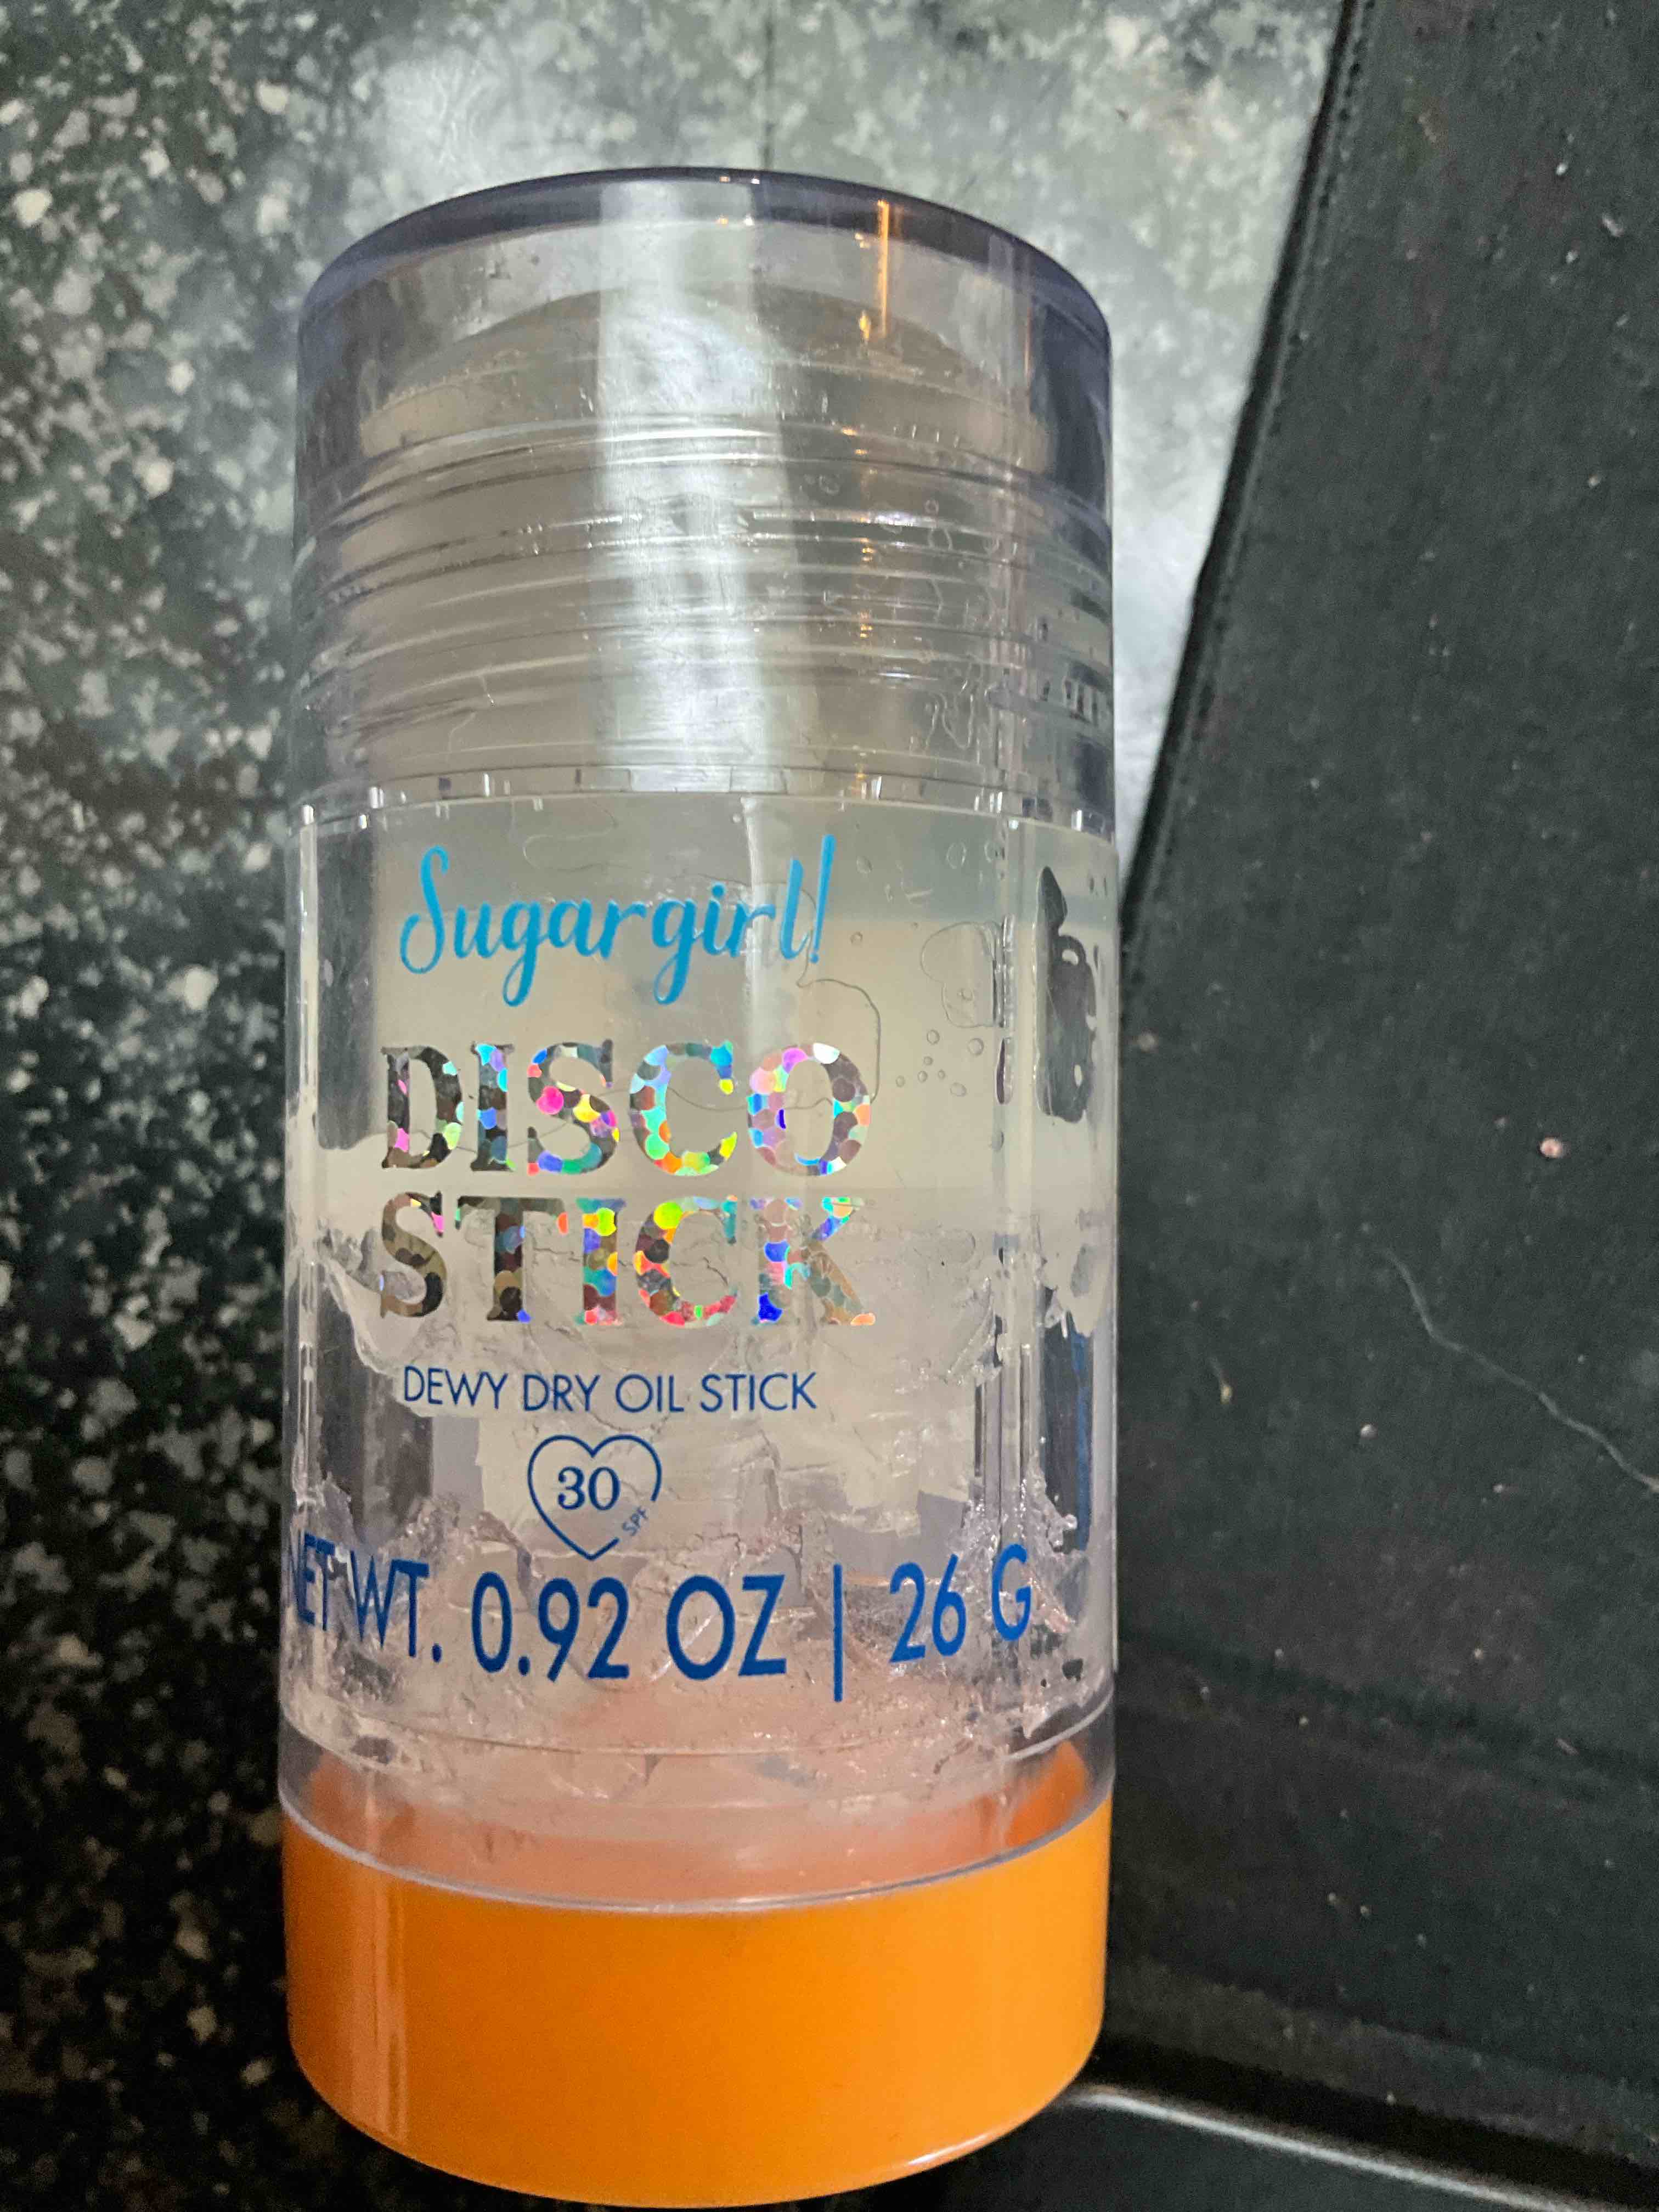 Sugargirl!
DISCO
STICK
DEWY DRY OIL STICK
30
SPF
NET WT. 0.92 OZ | 26 G